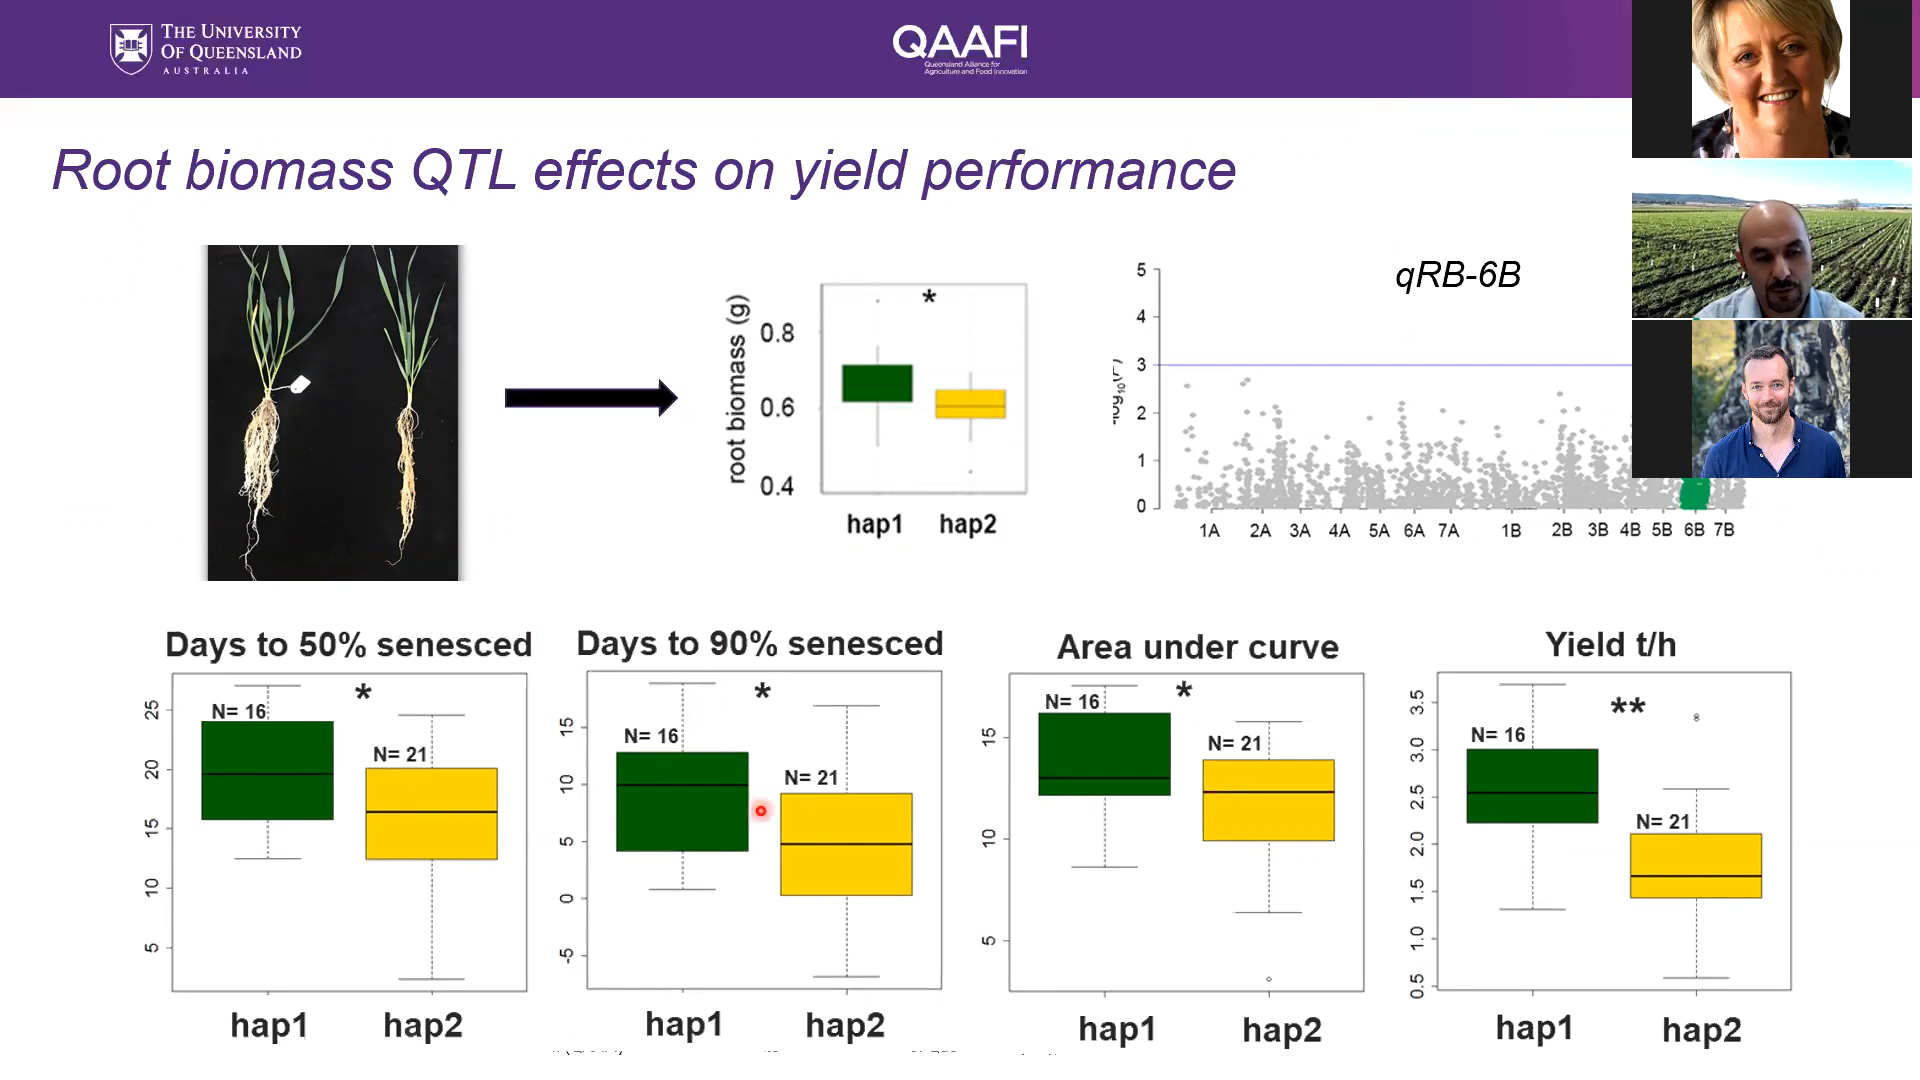 THE UNIVERSITY
OF QUEENSLAND
AUSTRALIA
QAAFI
Queensland Alliance for
Agriculture and Food Innovation
Root biomass QTL effects on yield performance
root biomass (g)
0.8
0.6
0.4
*
hap1 hap2
qRB-6B
5
4
3
2
1
0
1A 2A 3A 4A 5A 6A 7A 1B 2B 3B 4B 5B 6B 7B
Days to 50% senesced
25
20
15
10
5
N= 16
*
N= 21
hap1 hap2
Days to 90% senesced
15
10
5
0
-5
N= 16
*
N= 21
hap1 hap2
Area under curve
15
10
5
N= 16
*
N= 21
hap1 hap2
Yield t/h
3.5
3.0
2.5
2.0
1.5
1.0
0.5
N= 16
**
N= 21
hap1 hap2